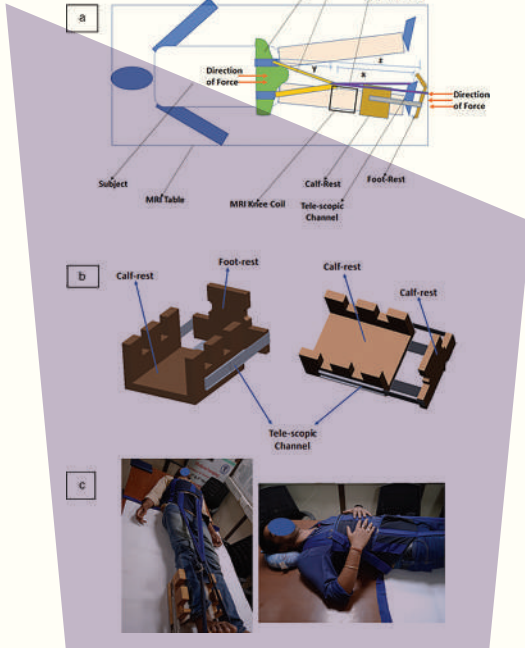 a
Y
z
x
Direction
of Force
Direction
of Force
Subject
MRI Table
MRI Knee Coil
Calf-Rest
Tele-scopic
Channel
Foot-Rest
b
Calf-rest
Foot-rest
Calf-rest
Calf-rest
Tele-scopic
Channel
c